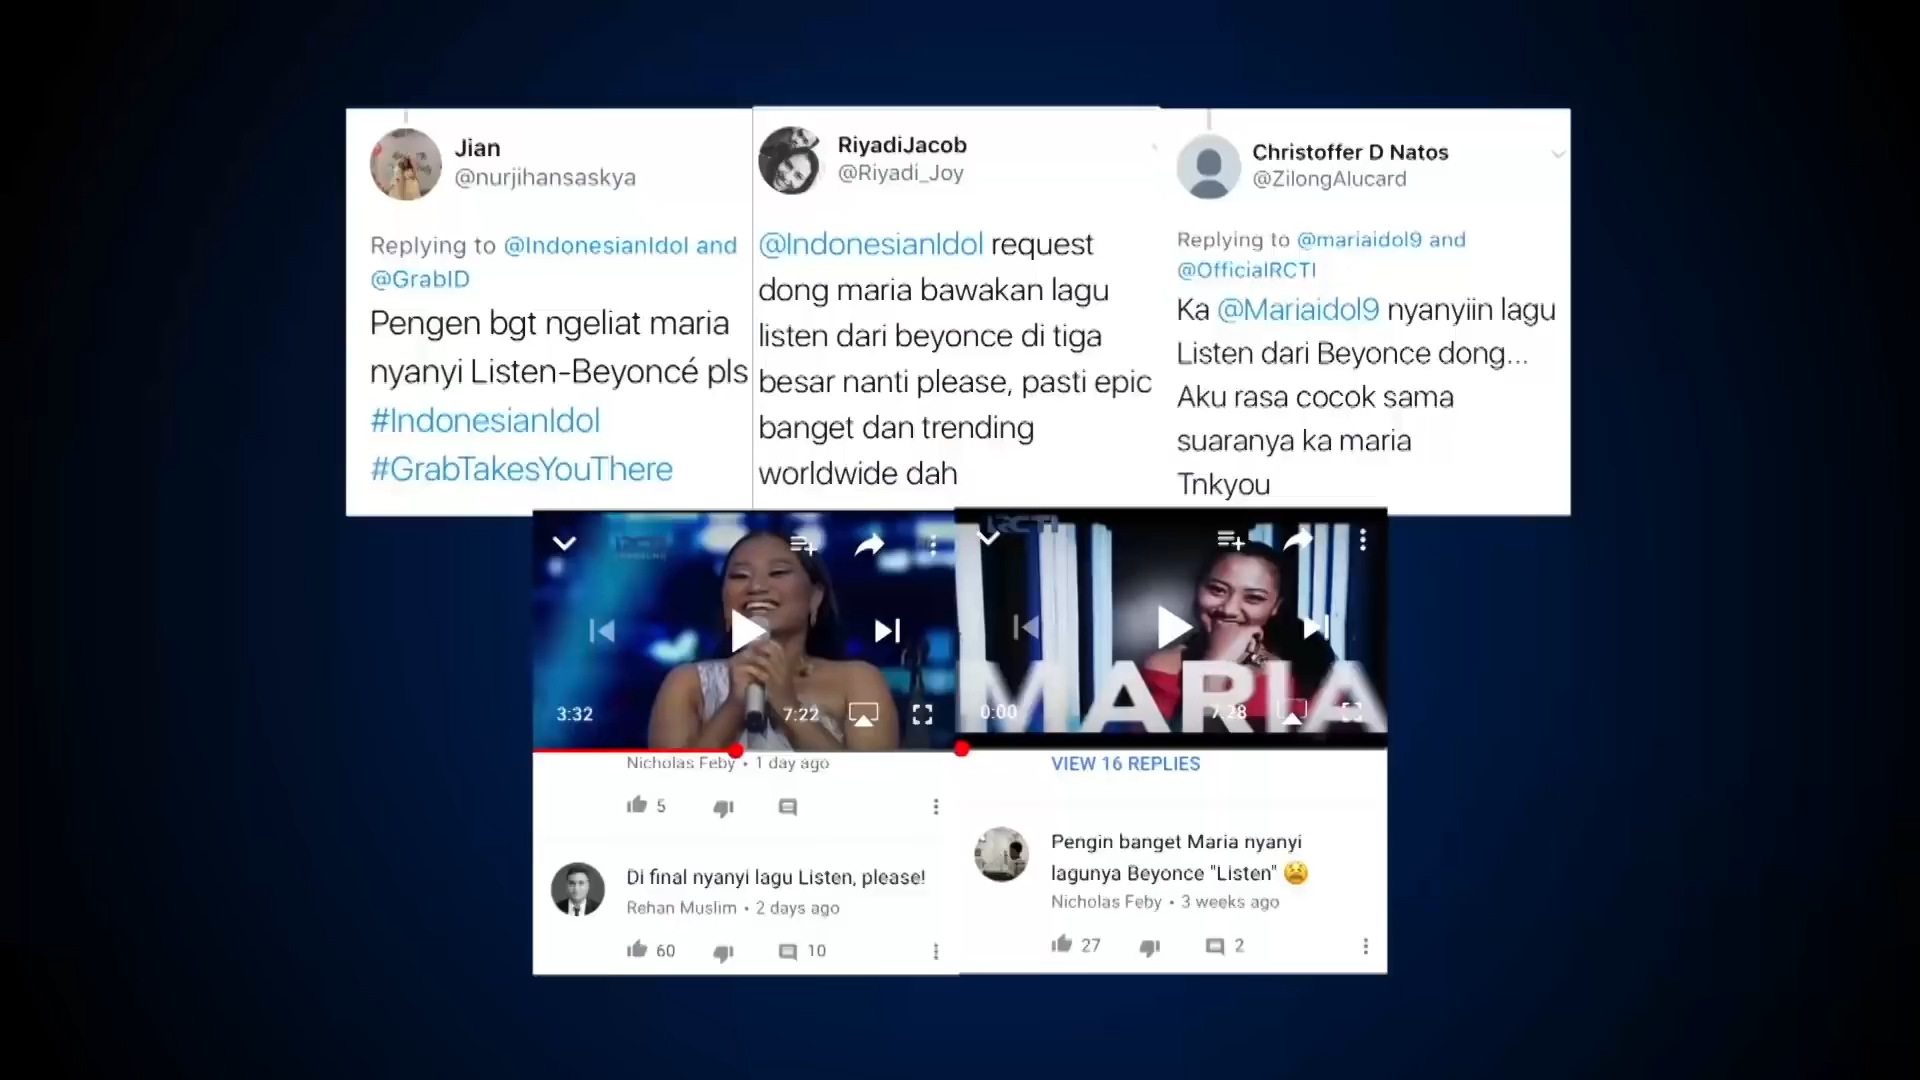 Jian
@nurjihansaskya
Replying to @IndonesianIdol and
@GrabID
Pengen bgt ngeliat maria
nyanyi Listen-Beyoncé pls
#IndonesianIdol
#GrabTakesYouThere
RiyadiJacob
@Riyadi_Joy
@IndonesianIdol request
dong maria bawakan lagu
listen dari beyonce di tiga
besar nanti please, pasti epic
banget dan trending
worldwide dah
Christoffer D Natos
@ZilongAlucard
Replying to @mariaidol9 and
@OfficialRCTI
Ka @Mariaidol9 nyanyiin lagu
Listen dari Beyonce dong...
Aku rasa cocok sama
suaranya ka maria
Tnkyou
3:32
7:22
Nicholas Feby • 1 day ago
5
Di final nyanyi lagu Listen, please!
Rehan Muslim • 2 days ago
60
10
RCTI
MARIA
0:00
7:28
VIEW 16 REPLIES
Pengin banget Maria nyanyi
lagunya Beyonce "Listen" 😫
Nicholas Feby • 3 weeks ago
27
2